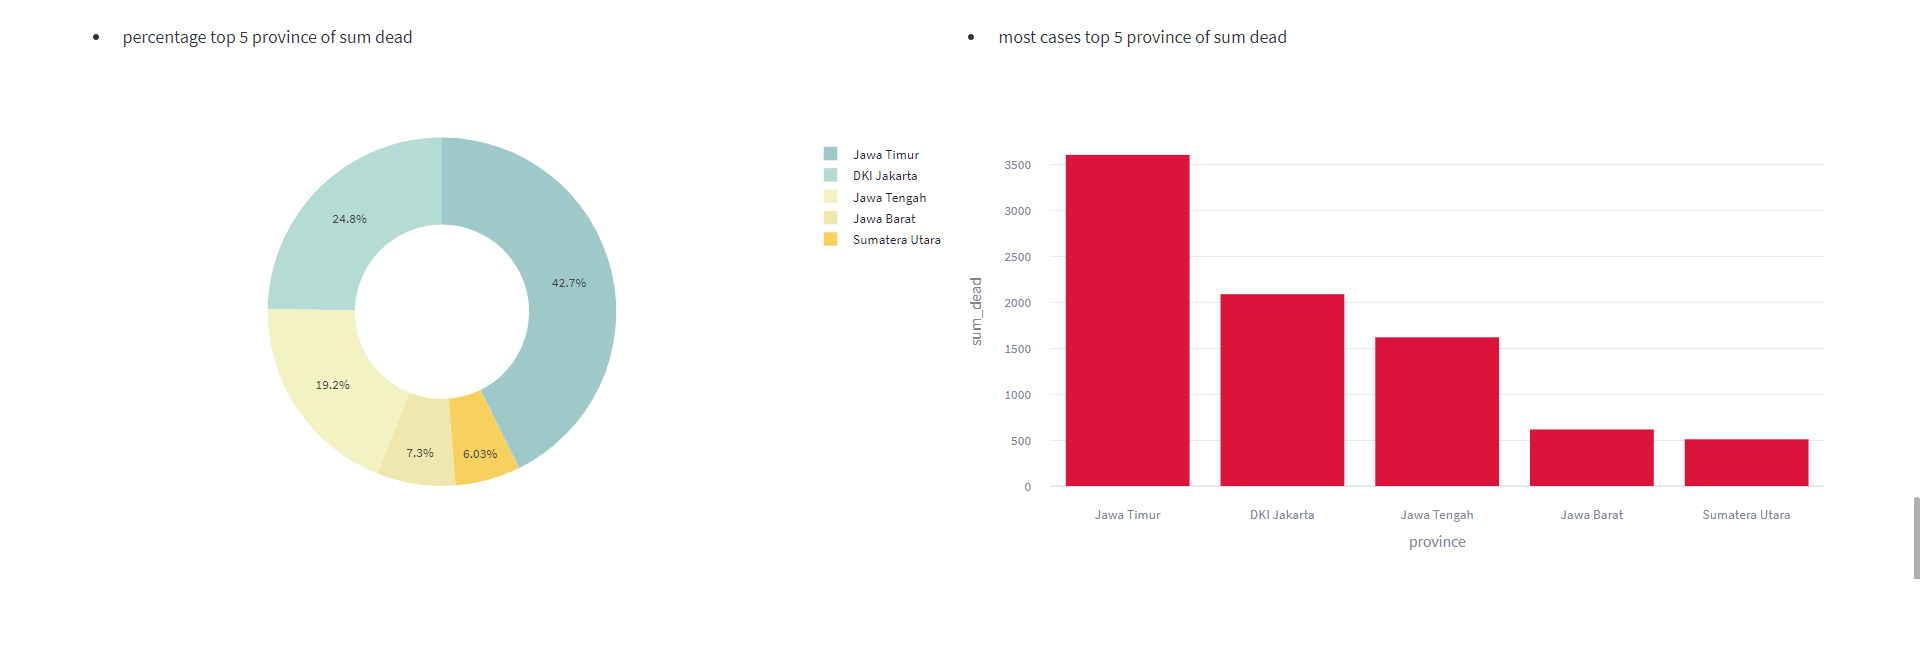 percentage top 5 province of sum dead
24.8%
42.7%
19.2%
7.3%
6.03%
Jawa Timur
DKI Jakarta
Jawa Tengah
Jawa Barat
Sumatera Utara
most cases top 5 province of sum dead
sum_dead
3500
3000
2500
2000
1500
1000
500
0
Jawa Timur DKI Jakarta Jawa Tengah Jawa Barat Sumatera Utara
province